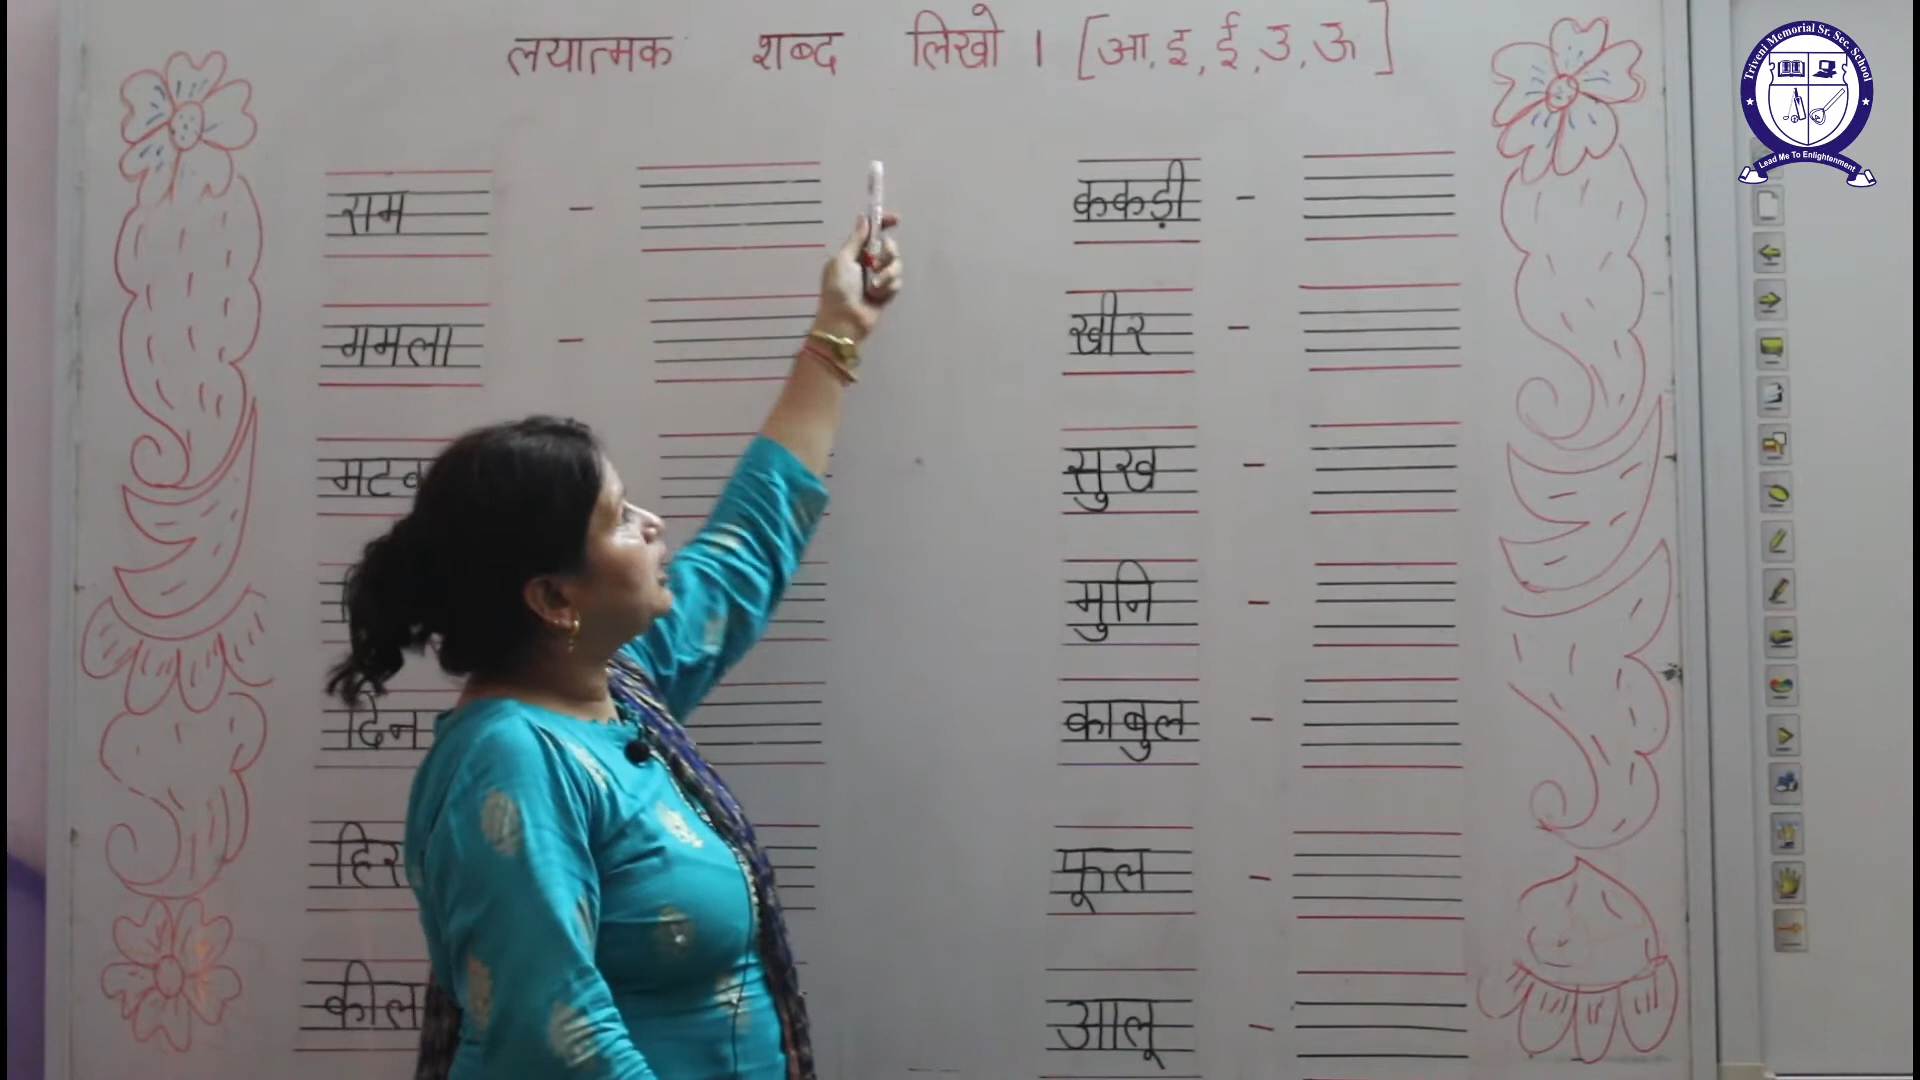 लयात्मक शब्द लिखो । [आ, इ, ई, उ, ऊ]
राम -
गमला -
दिन
कील
ककड़ी -
खीर -
सुख -
मुनि -
काबुल -
फूल -
आलू -
Triveni Memorial Sr. Sec. School
Lead Me To Enlightenment